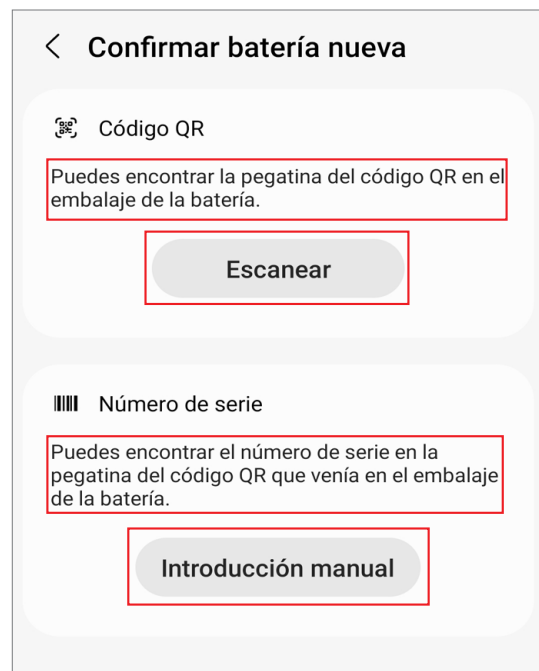 Confirmar batería nueva
Código QR
Puedes encontrar la pegatina del código QR en el
embalaje de la batería.
Escanear
Número de serie
Puedes encontrar el número de serie en la
pegatina del código QR que venía en el embalaje
de la batería.
Introducción manual